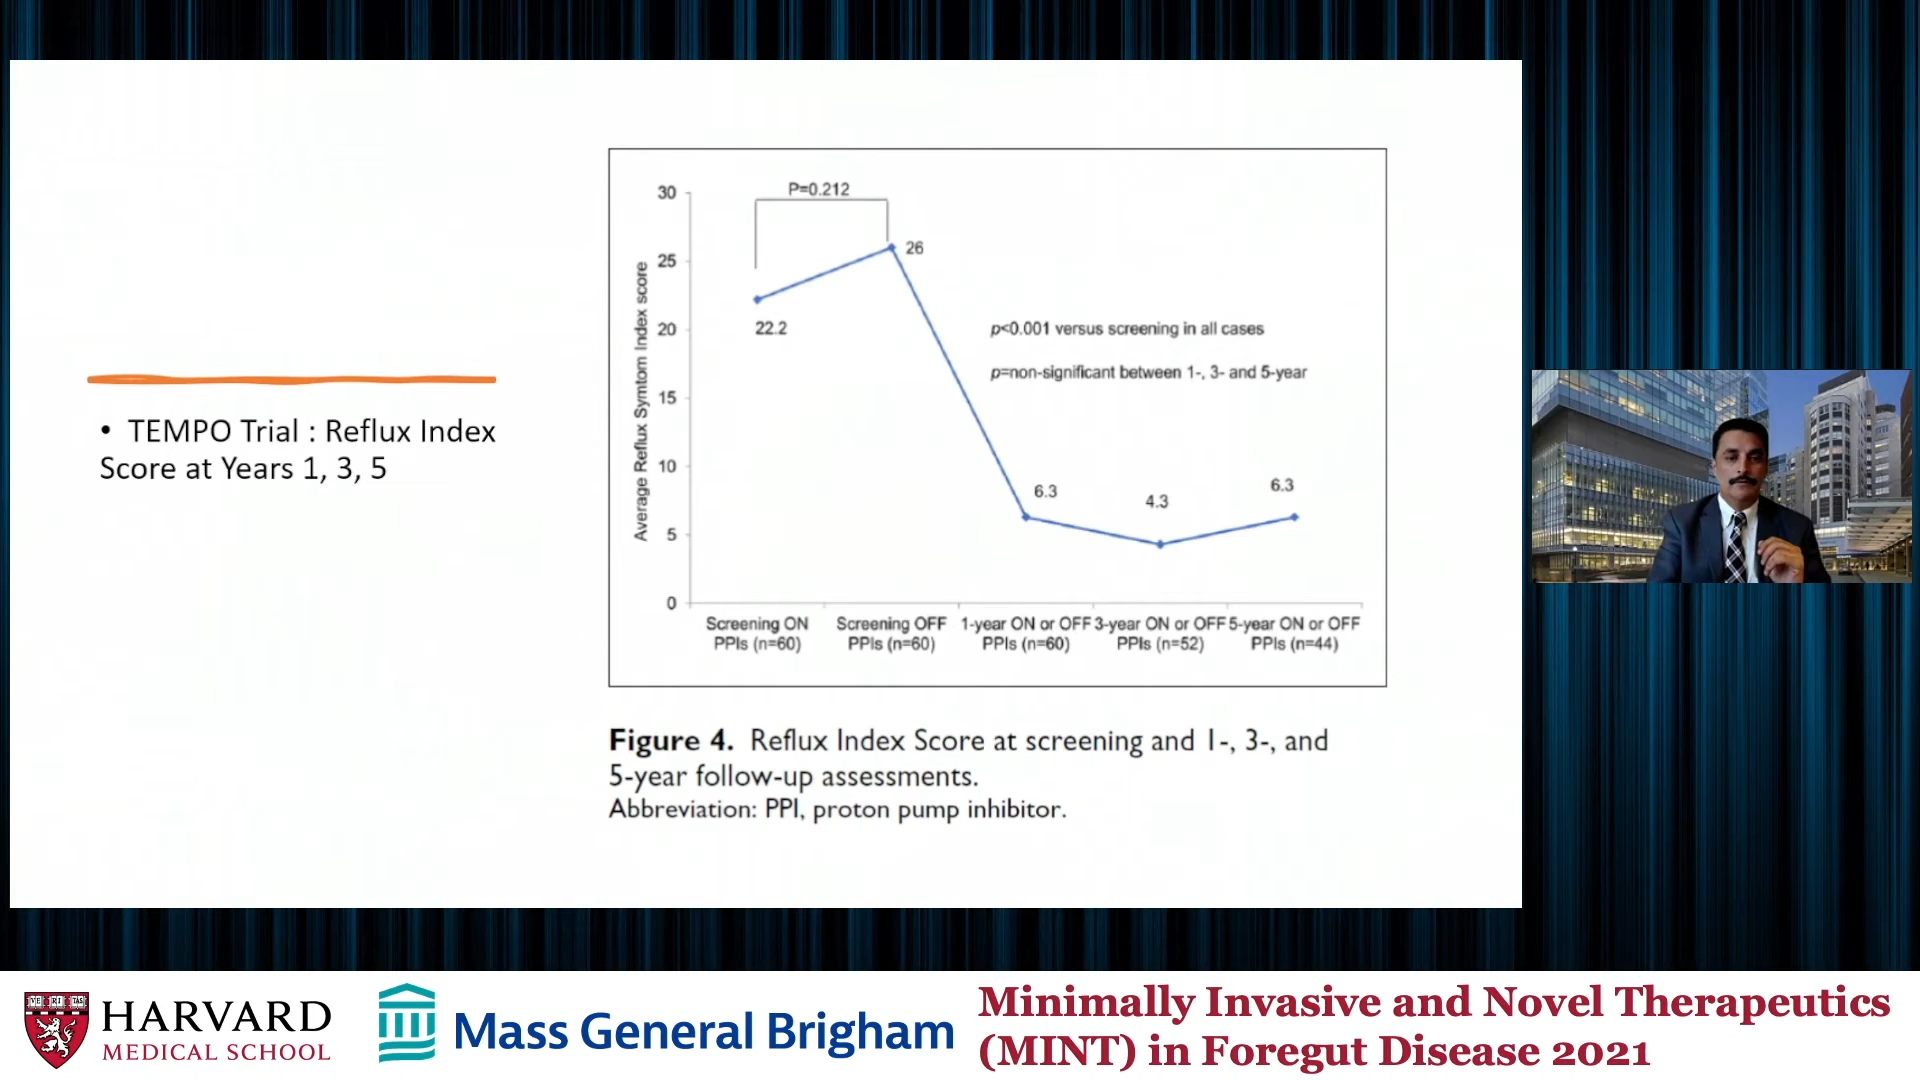 • TEMPO Trial : Reflux Index
Score at Years 1, 3, 5
P=0.212
30
25
20
15
10
5
0
Average Reflux Symtom Index score
22.2
26
6.3
4.3
6.3
p<0.001 versus screening in all cases
p=non-significant between 1-, 3- and 5-year
Screening ON
PPIs (n=60)
Screening OFF
PPIs (n=60)
1-year ON or OFF
PPIs (n=60)
3-year ON or OFF
PPIs (n=52)
5-year ON or OFF
PPIs (n=44)
Figure 4. Reflux Index Score at screening and 1-, 3-, and
5-year follow-up assessments.
Abbreviation: PPI, proton pump inhibitor.
VE RI TAS
HARVARD
MEDICAL SCHOOL
Mass General Brigham
Minimally Invasive and Novel Therapeutics
(MINT) in Foregut Disease 2021